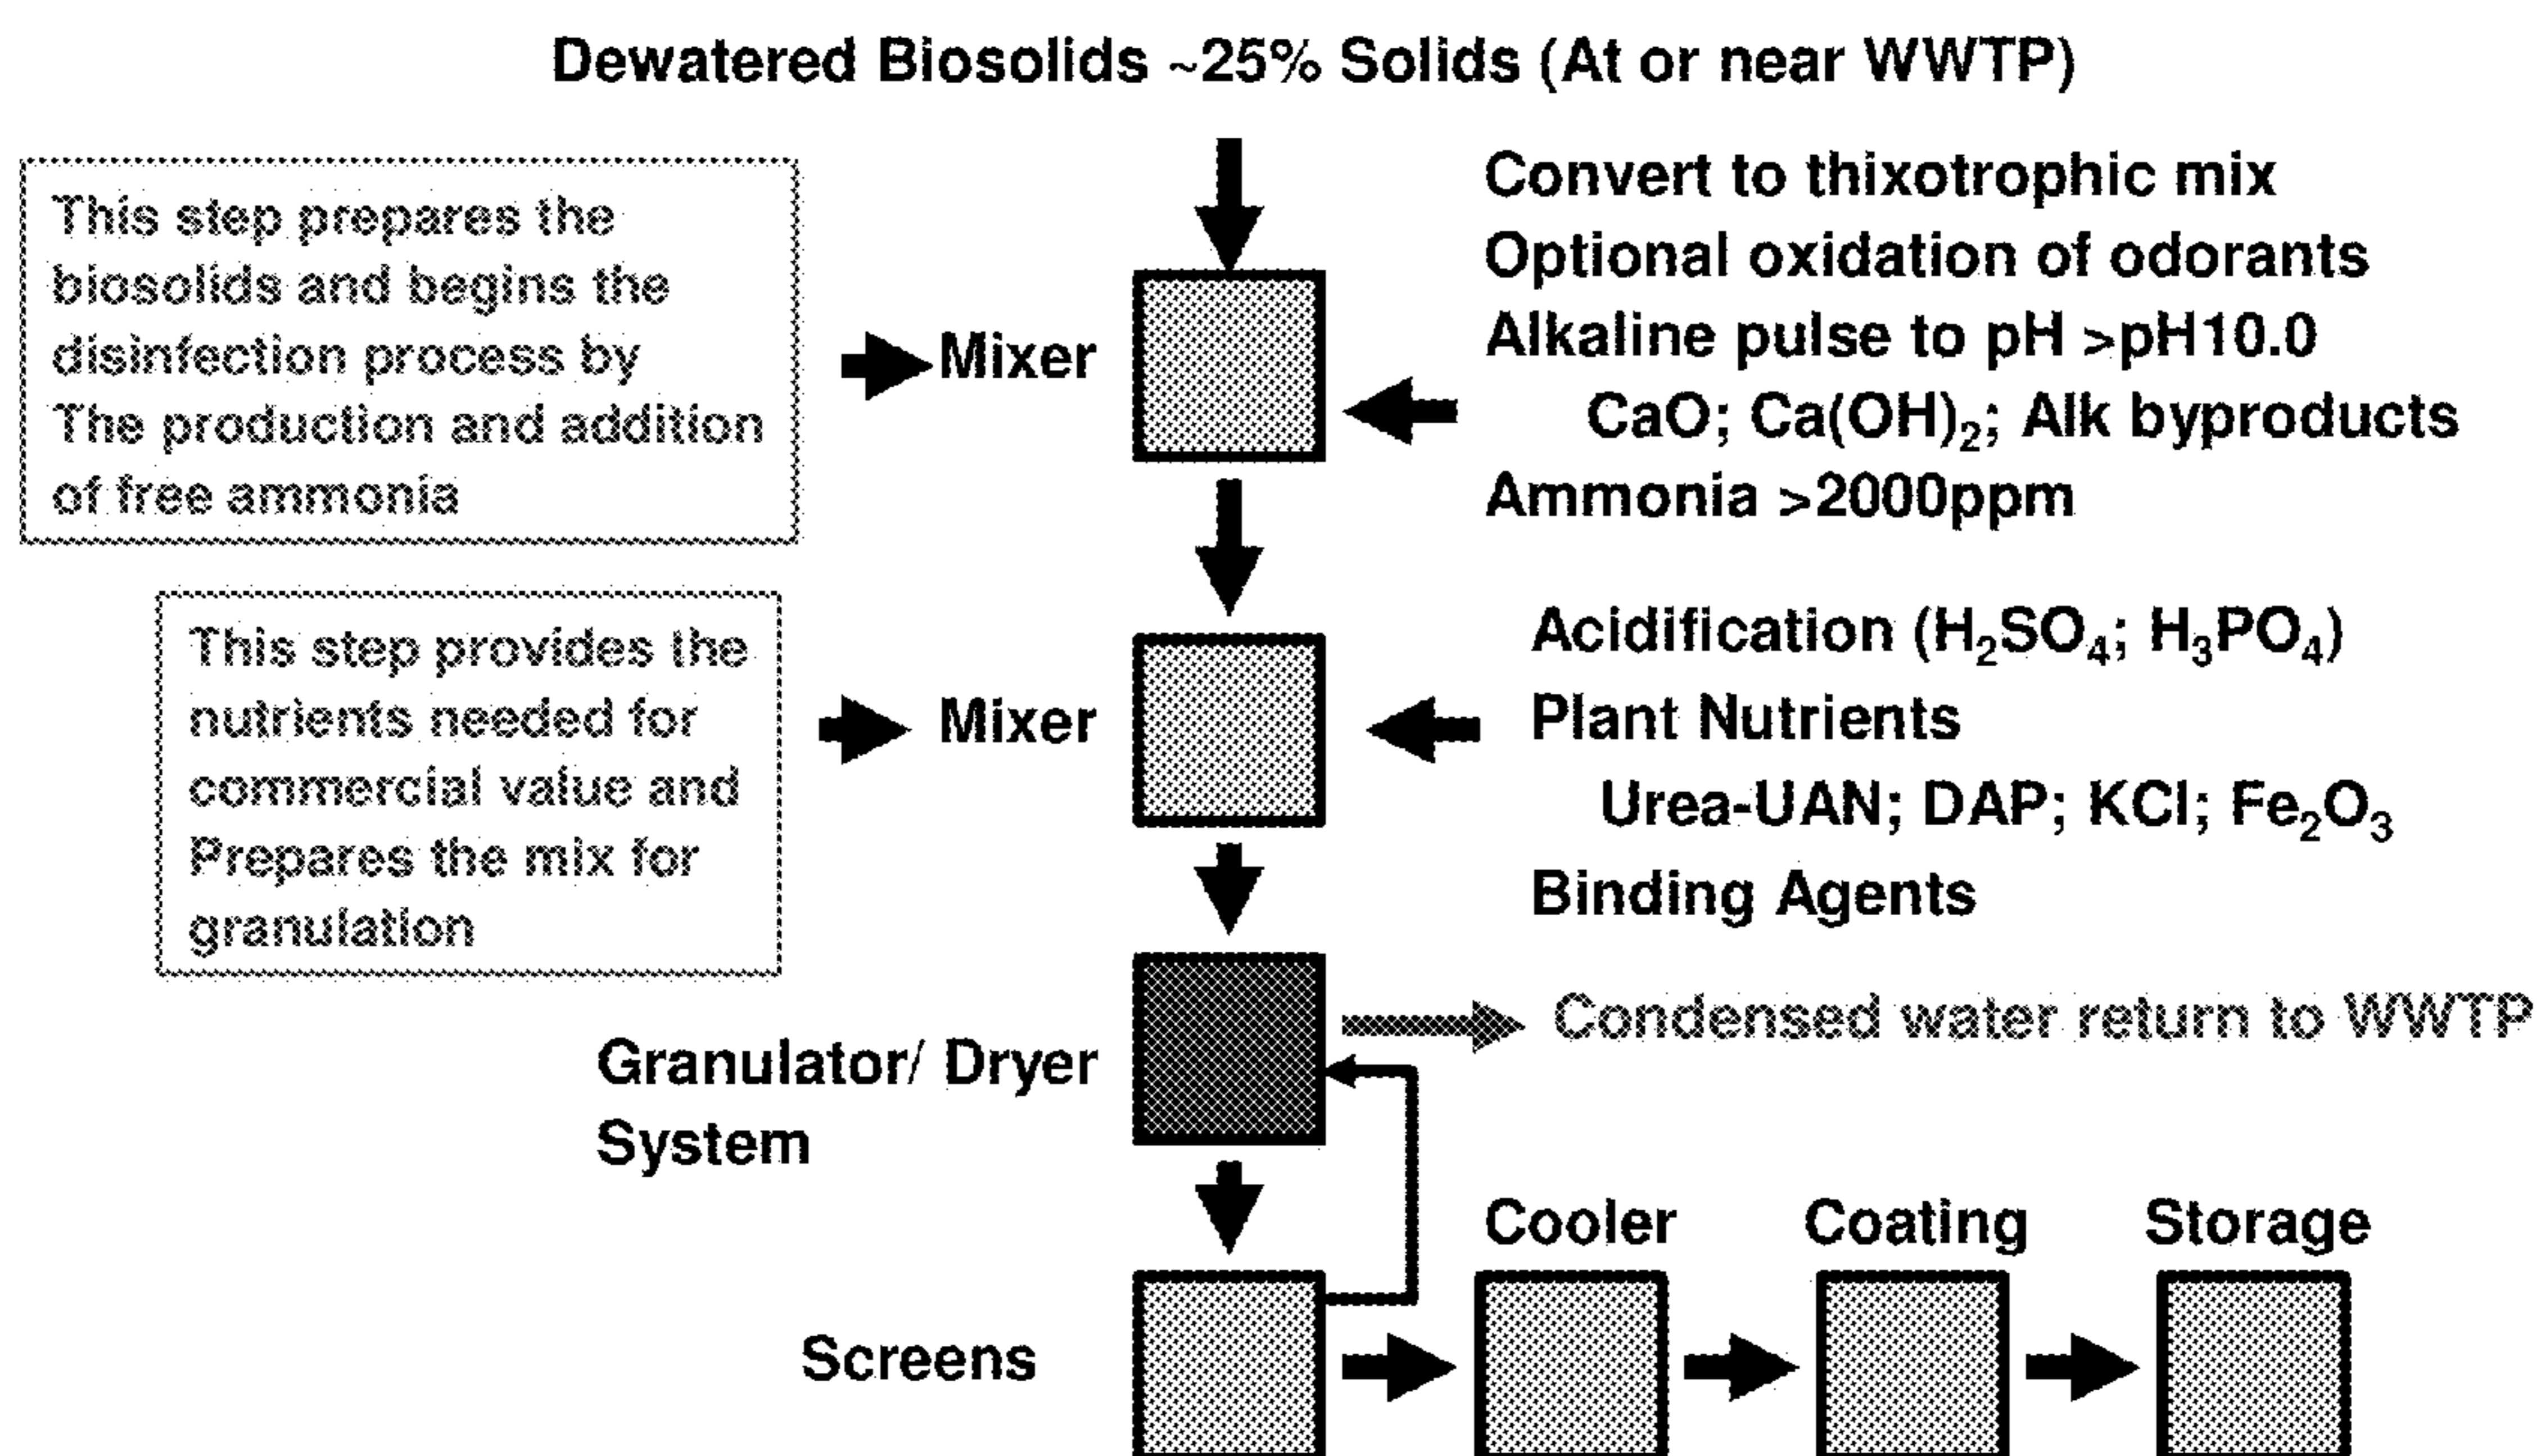 Dewatered Biosolids ~25% Solids (At or near WWTP)
This step prepares the
biosolids and begins the
disinfection process by
The production and addition
of free ammonia
Mixer
Convert to thixotrophic mix
Optional oxidation of odorants
Alkaline pulse to pH >pH10.0
CaO; Ca(OH)₂; Alk byproducts
Ammonia >2000ppm
This step provides the
nutrients needed for
commercial value and
Prepares the mix for
granulation
Mixer
Acidification (H₂SO₄; H₃PO₄)
Plant Nutrients
Urea-UAN; DAP; KCl; Fe₂O₃
Binding Agents
Granulator/ Dryer
System
Condensed water return to WWTP
Screens
Cooler
Coating
Storage